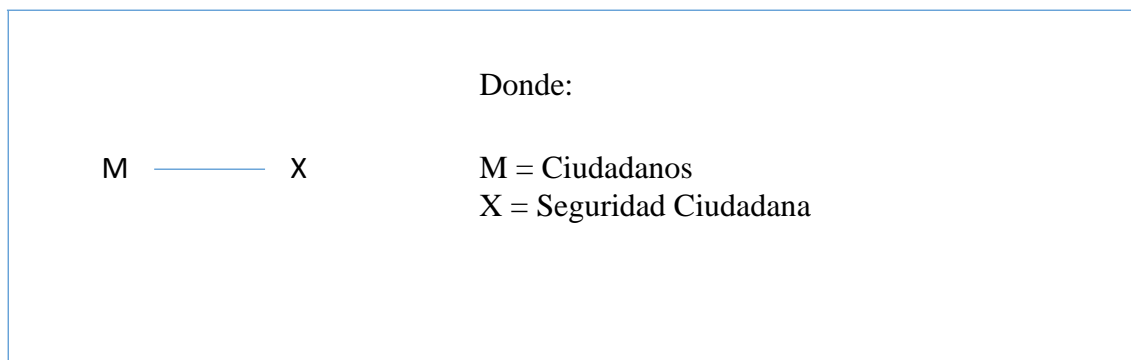 Donde:
M X M = Ciudadanos
X = Seguridad Ciudadana